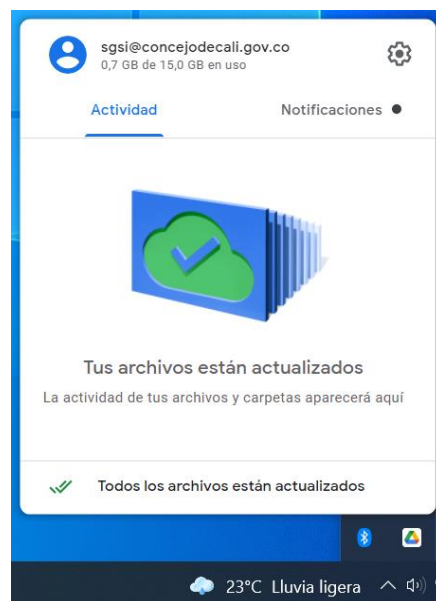 sgsi@concejodecali.gov.co
0,7 GB de 15,0 GB en uso
Actividad Notificaciones
Tus archivos están actualizados
La actividad de tus archivos y carpetas aparecerá aquí
Todos los archivos están actualizados
23°C Lluvia ligera